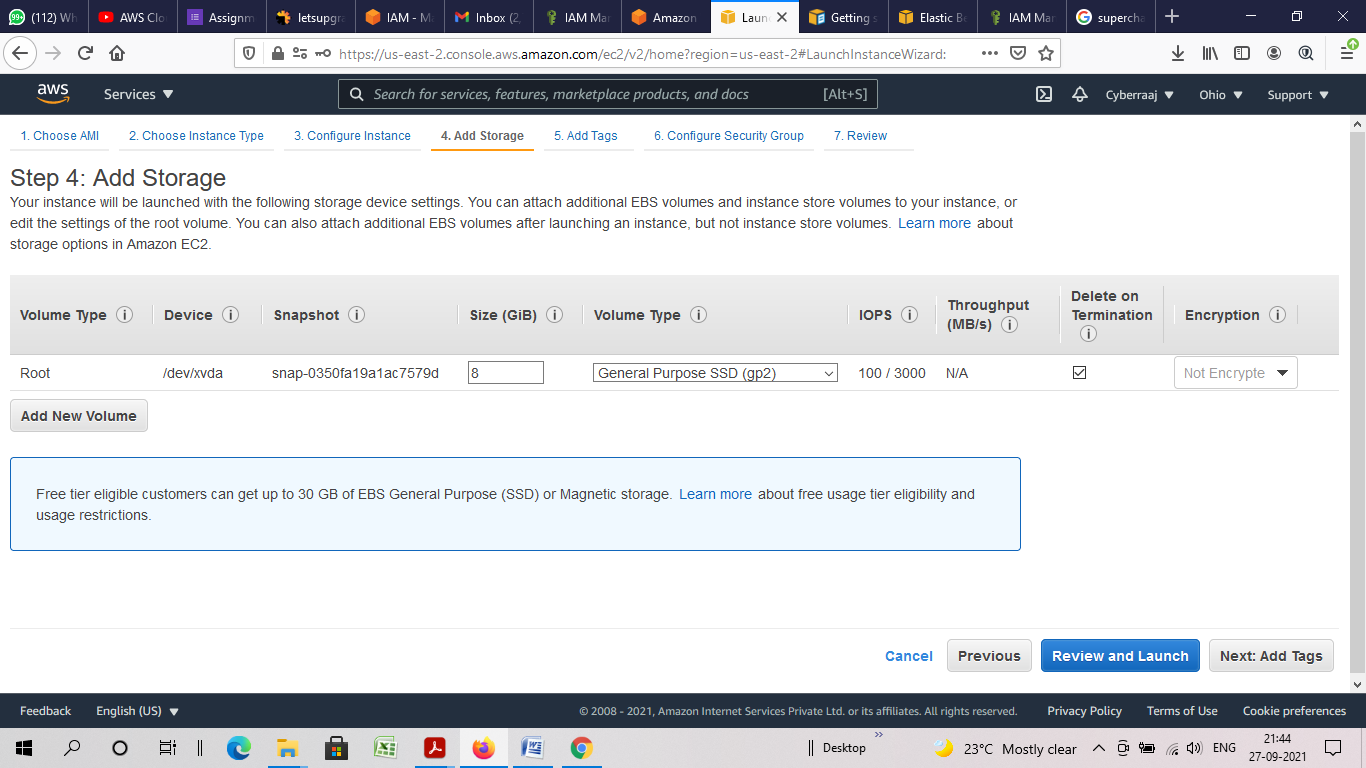 (112) Wh
AWS Clo
Assignm
letsupgra
IAM - Ma
Inbox (2,
IAM Man
Amazon
Laun
Getting s
Elastic Be
IAM Man
supercha
https://us-east-2.console.aws.amazon.com/ec2/v2/home?region=us-east-2#LaunchInstanceWizard:
aws
Services
Search for services, features, marketplace products, and docs
[Alt+S]
Cyberraaj
Ohio
Support
1. Choose AMI
2. Choose Instance Type
3. Configure Instance
4. Add Storage
5. Add Tags
6. Configure Security Group
7. Review
Step 4: Add Storage
Your instance will be launched with the following storage device settings. You can attach additional EBS volumes and instance store volumes to your instance, or
edit the settings of the root volume. You can also attach additional EBS volumes after launching an instance, but not instance store volumes. Learn more about
storage options in Amazon EC2.
Volume Type
Device
Snapshot
Size (GiB)
Volume Type
IOPS
Throughput
(MB/s)
Delete on
Termination
Encryption
Root
/dev/xvda
snap-0350fa19a1ac7579d
8
General Purpose SSD (gp2)
100 / 3000
N/A
Not Encrypte
Add New Volume
Free tier eligible customers can get up to 30 GB of EBS General Purpose (SSD) or Magnetic storage. Learn more about free usage tier eligibility and
usage restrictions.
Cancel
Previous
Review and Launch
Next: Add Tags
Feedback
English (US)
© 2008 - 2021, Amazon Internet Services Private Ltd. or its affiliates. All rights reserved.
Privacy Policy
Terms of Use
Cookie preferences
Desktop
23°C Mostly clear
ENG
21:44
27-09-2021